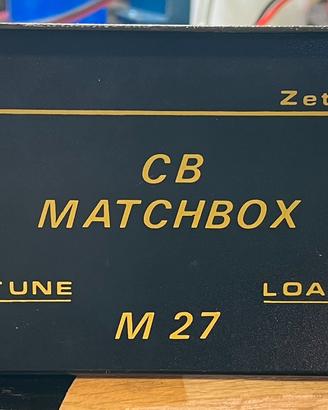 Zet
CB
MATCHBOX
TUNE
LOA
M 27